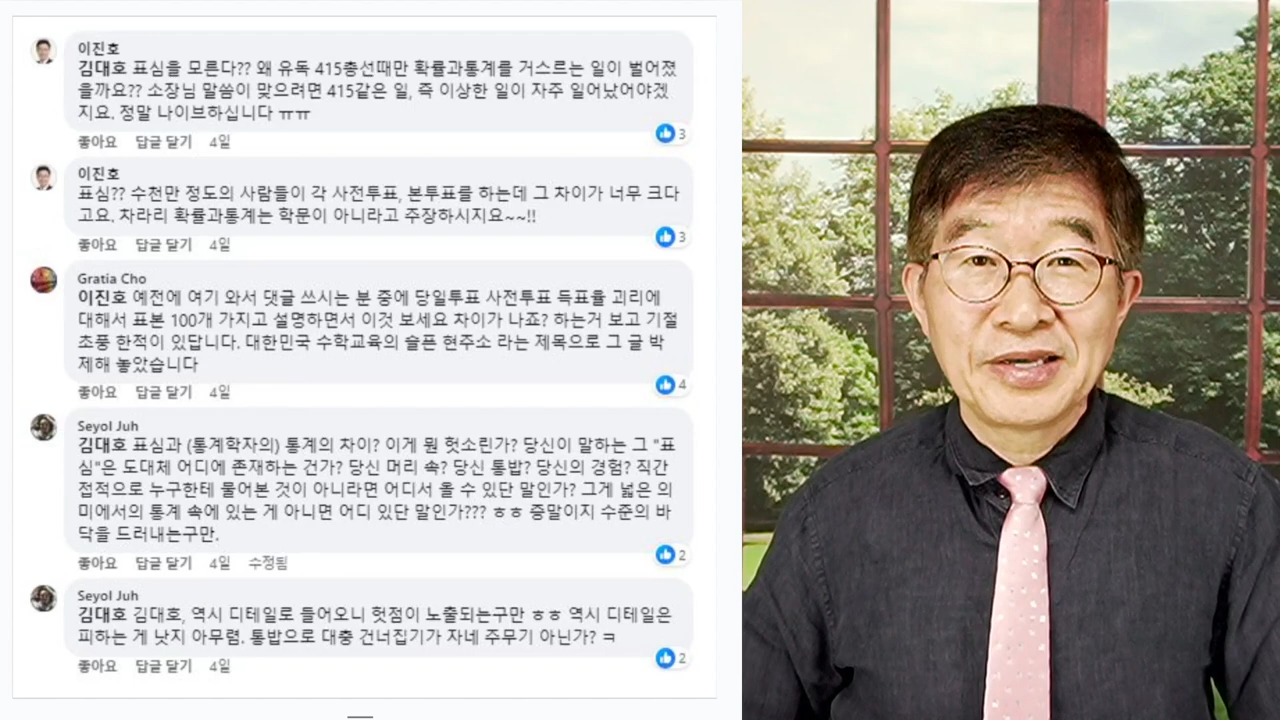 이진호
김대호 표심을 모른다?? 왜 유독 415총선때만 확률과통계를 거스르는 일이 벌어졌
을까요?? 소장님 말씀이 맞으려면 415같은 일, 즉 이상한 일이 자주 일어났어야겠
지요. 정말 나이브하십니다 ㅠㅠ
좋아요 답글 달기 4일
3
이진호
표심?? 수천만 정도의 사람들이 각 사전투표, 본투표를 하는데 그 차이가 너무 크다
고요. 차라리 확률과통계는 학문이 아니라고 주장하시지요~~!!
좋아요 답글 달기 4일
3
Gratia Cho
이진호 예전에 여기 와서 댓글 쓰시는 분 중에 당일투표 사전투표 득표율 괴리에
대해서 표본 100개 가지고 설명하면서 이것 보세요 차이가 나죠? 하는거 보고 기절
초풍 한적이 있답니다. 대한민국 수학교육의 슬픈 현주소 라는 제목으로 그 글 박
제해 놓았습니다
좋아요 답글 달기 4일
4
Seyol Juh
김대호 표심과 (통계학자의) 통계의 차이? 이게 뭔 헛소린가? 당신이 말하는 그 "표
심"은 도대체 어디에 존재하는 건가? 당신 머리 속? 당신 통밥? 당신의 경험? 직간
접적으로 누구한테 물어본 것이 아니라면 어디서 올 수 있단 말인가? 그게 넓은 의
미에서의 통계 속에 있는 게 아니면 어디 있단 말인가??? ㅎㅎ 증말이지 수준의 바
닥을 드러내는구만.
좋아요 답글 달기 4일 수정됨
2
Seyol Juh
김대호 김대호, 역시 디테일로 들어오니 헛점이 노출되는구만 ㅎㅎ 역시 디테일은
피하는 게 낫지 아무렴. 통밥으로 대충 건너집기가 자네 주무기 아닌가? ㅋ
좋아요 답글 달기 4일
2